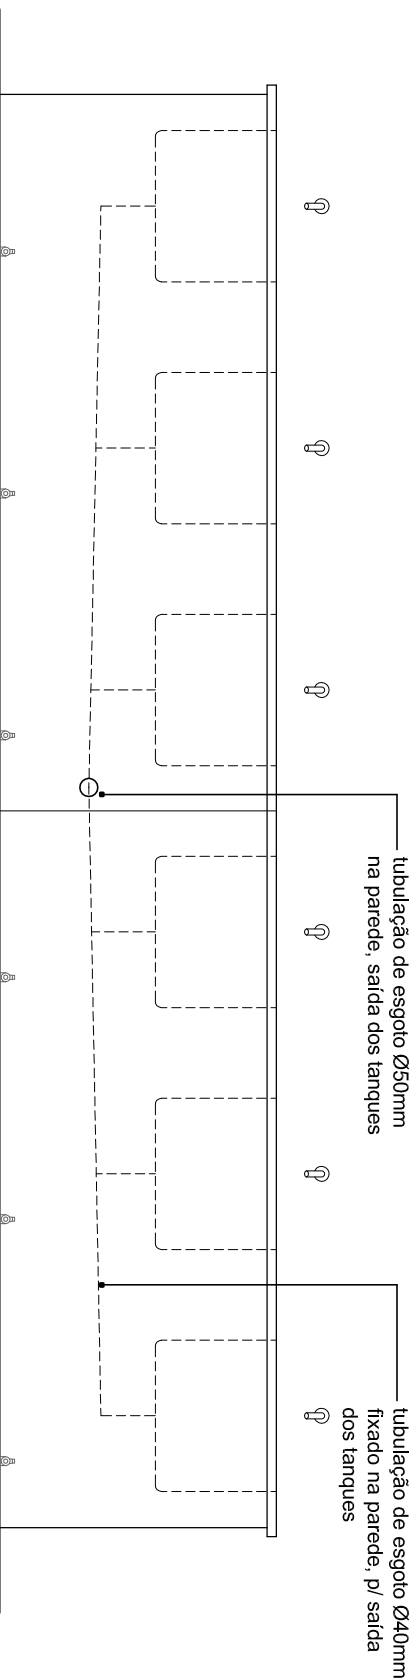 tubulação de esgoto Ø50mm
na parede, saída dos tanques
tubulação de esgoto Ø40mm
fixado na parede, p/ saída
dos tanques